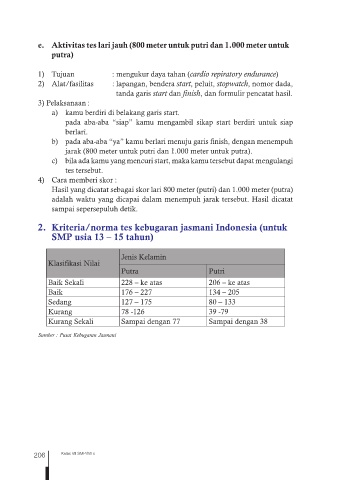 e. Aktivitas tes lari jauh (800 meter untuk putri dan 1.000 meter untuk
putra)
1) Tujuan : mengukur daya tahan (cardio repiratory endurance)
2) Alat/fasilitas : lapangan, bendera start, peluit, stopwatch, nomor dada,
tanda garis start dan finish, dan formulir pencatat hasil.
3) Pelaksanaan :
a) kamu berdiri di belakang garis start.
pada aba-aba “siap” kamu mengambil sikap start berdiri untuk siap
berlari.
b) pada aba-aba “ya” kamu berlari menuju garis finish, dengan menempuh
jarak (800 meter untuk putri dan 1.000 meter untuk putra),
c) bila ada kamu yang mencuri start, maka kamu tersebut dapat mengulangi
tes tersebut.
4) Cara memberi skor :
Hasil yang dicatat sebagai skor lari 800 meter (putri) dan 1.000 meter (putra)
adalah waktu yang dicapai dalam menempuh jarak tersebut. Hasil dicatat
sampai sepersepuluh detik.
2. Kriteria/norma tes kebugaran jasmani Indonesia (untuk
SMP usia 13 – 15 tahun)
Klasifikasi Nilai Jenis Kelamin
Putra Putri
Baik Sekali 228 – ke atas 206 – ke atas
Baik 176 – 227 134 – 205
Sedang 127 – 175 80 – 133
Kurang 78 -126 39 -79
Kurang Sekali Sampai dengan 77 Sampai dengan 38
Sumber : Pusat Kebugaran Jasmani
206 Kelas VII SMP/MTs